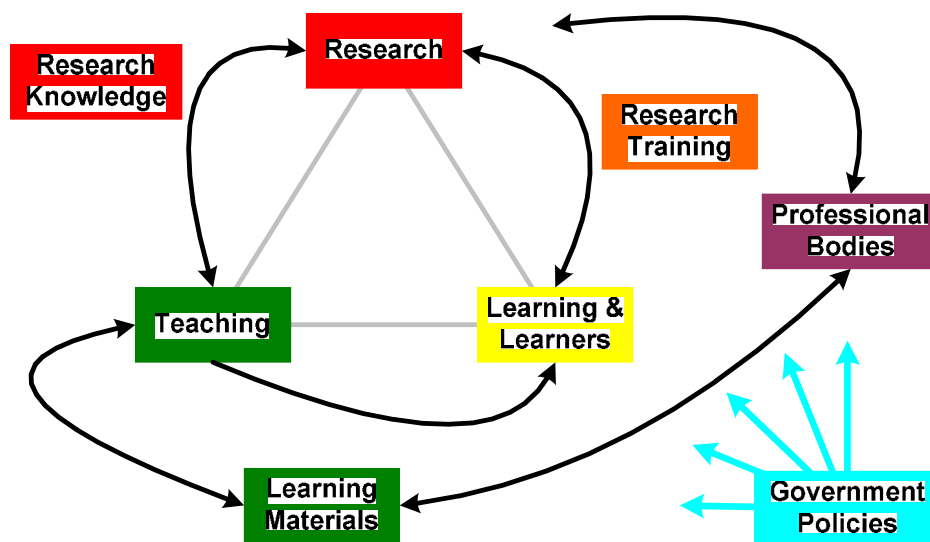 Research
Research
Knowledge
Research
Training
Professional
Bodies
Teaching
Learning &
Learners
Learning
Materials
Government
Policies